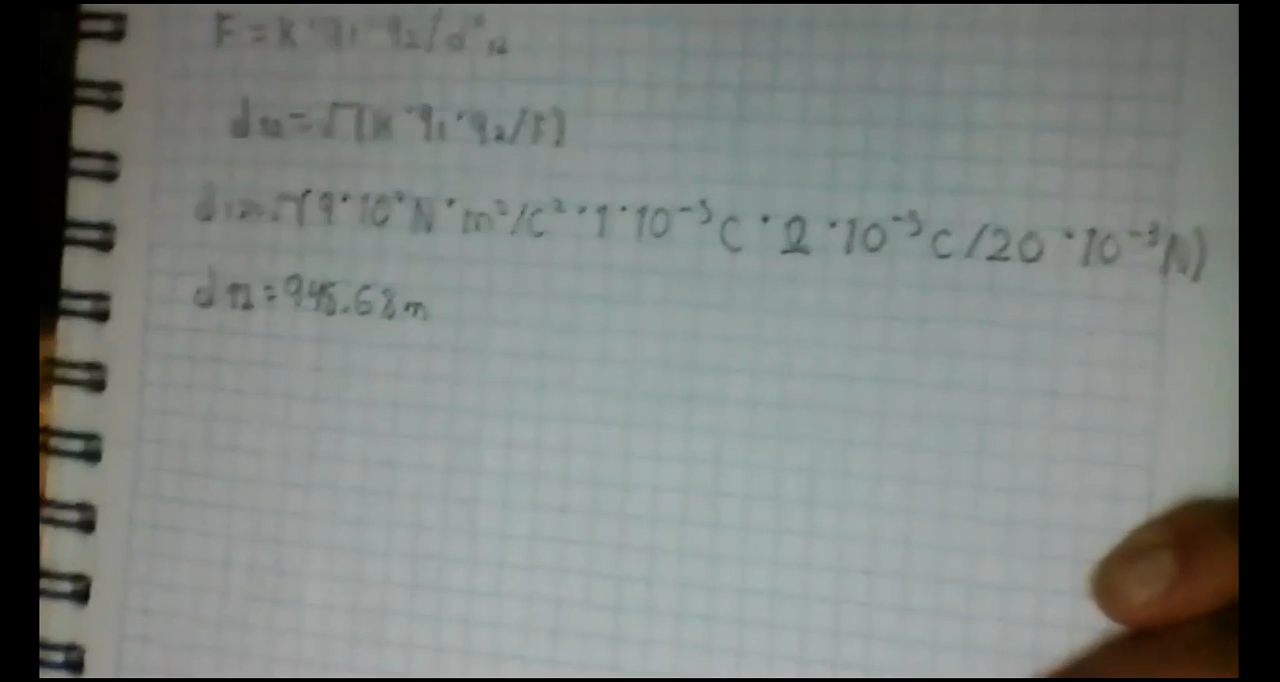 F = K · q1 · q2/d²12
d12 = √(K · q1 · q2/F)
d12 = √(9 · 10⁹ N · m²/C² · 1 · 10⁻³ C · 2 · 10⁻³ C/20 · 10⁻³ N)
d12 = 948.68 m